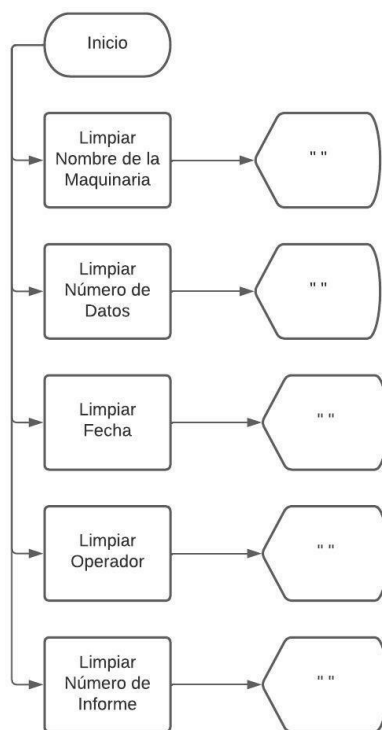 Inicio
Limpiar
Nombre de la
Maquinaria
" "
Limpiar
Número de
Datos
" "
Limpiar
Fecha
" "
Limpiar
Operador
" "
Limpiar
Número de
Informe
" "